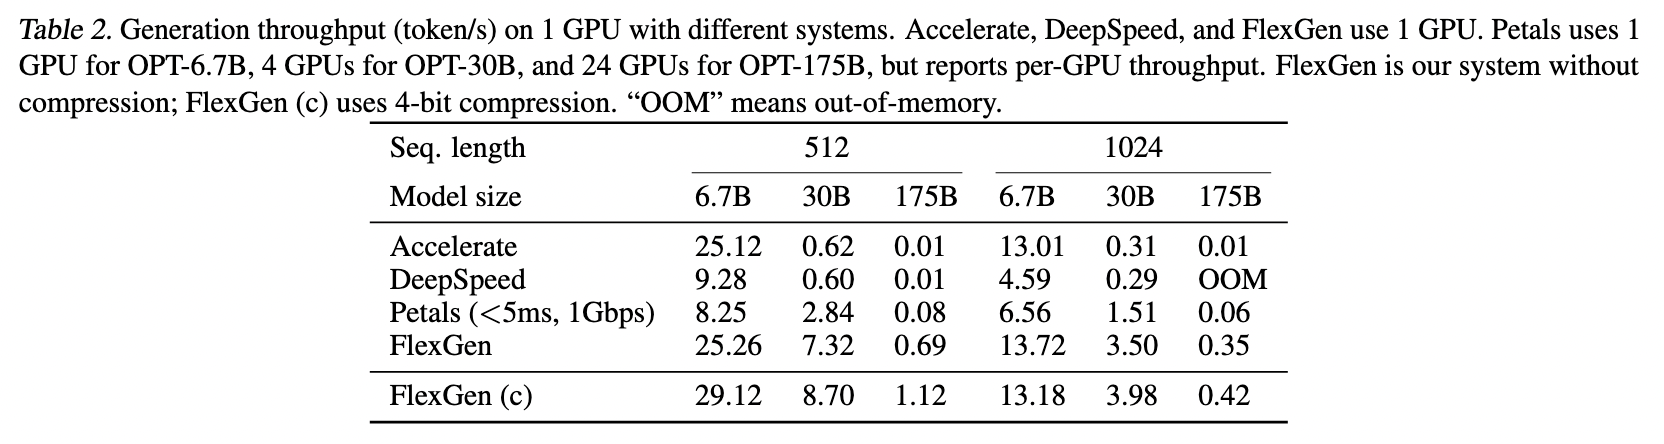 Table 2. Generation throughput (token/s) on 1 GPU with different systems. Accelerate, DeepSpeed, and FlexGen use 1 GPU. Petals uses 1
GPU for OPT-6.7B, 4 GPUs for OPT-30B, and 24 GPUs for OPT-175B, but reports per-GPU throughput. FlexGen is our system without
compression; FlexGen (c) uses 4-bit compression. “OOM” means out-of-memory.
Seq. length 512 1024
Model size 6.7B 30B 175B 6.7B 30B 175B
Accelerate 25.12 0.62 0.01 13.01 0.31 0.01
DeepSpeed 9.28 0.60 0.01 4.59 0.29 OOM
Petals (<5ms, 1Gbps) 8.25 2.84 0.08 6.56 1.51 0.06
FlexGen 25.26 7.32 0.69 13.72 3.50 0.35
FlexGen (c) 29.12 8.70 1.12 13.18 3.98 0.42